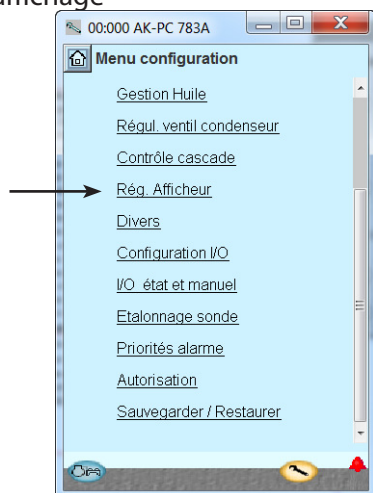 affichage
00:000 AK-PC 783A
Menu configuration
Gestion Huile
Régul. ventil condenseur
Contrôle cascade
Rég. Afficheur
Divers
Configuration I/O
I/O état et manuel
Etalonnage sonde
Priorités alarme
Autorisation
Sauvegarder / Restaurer